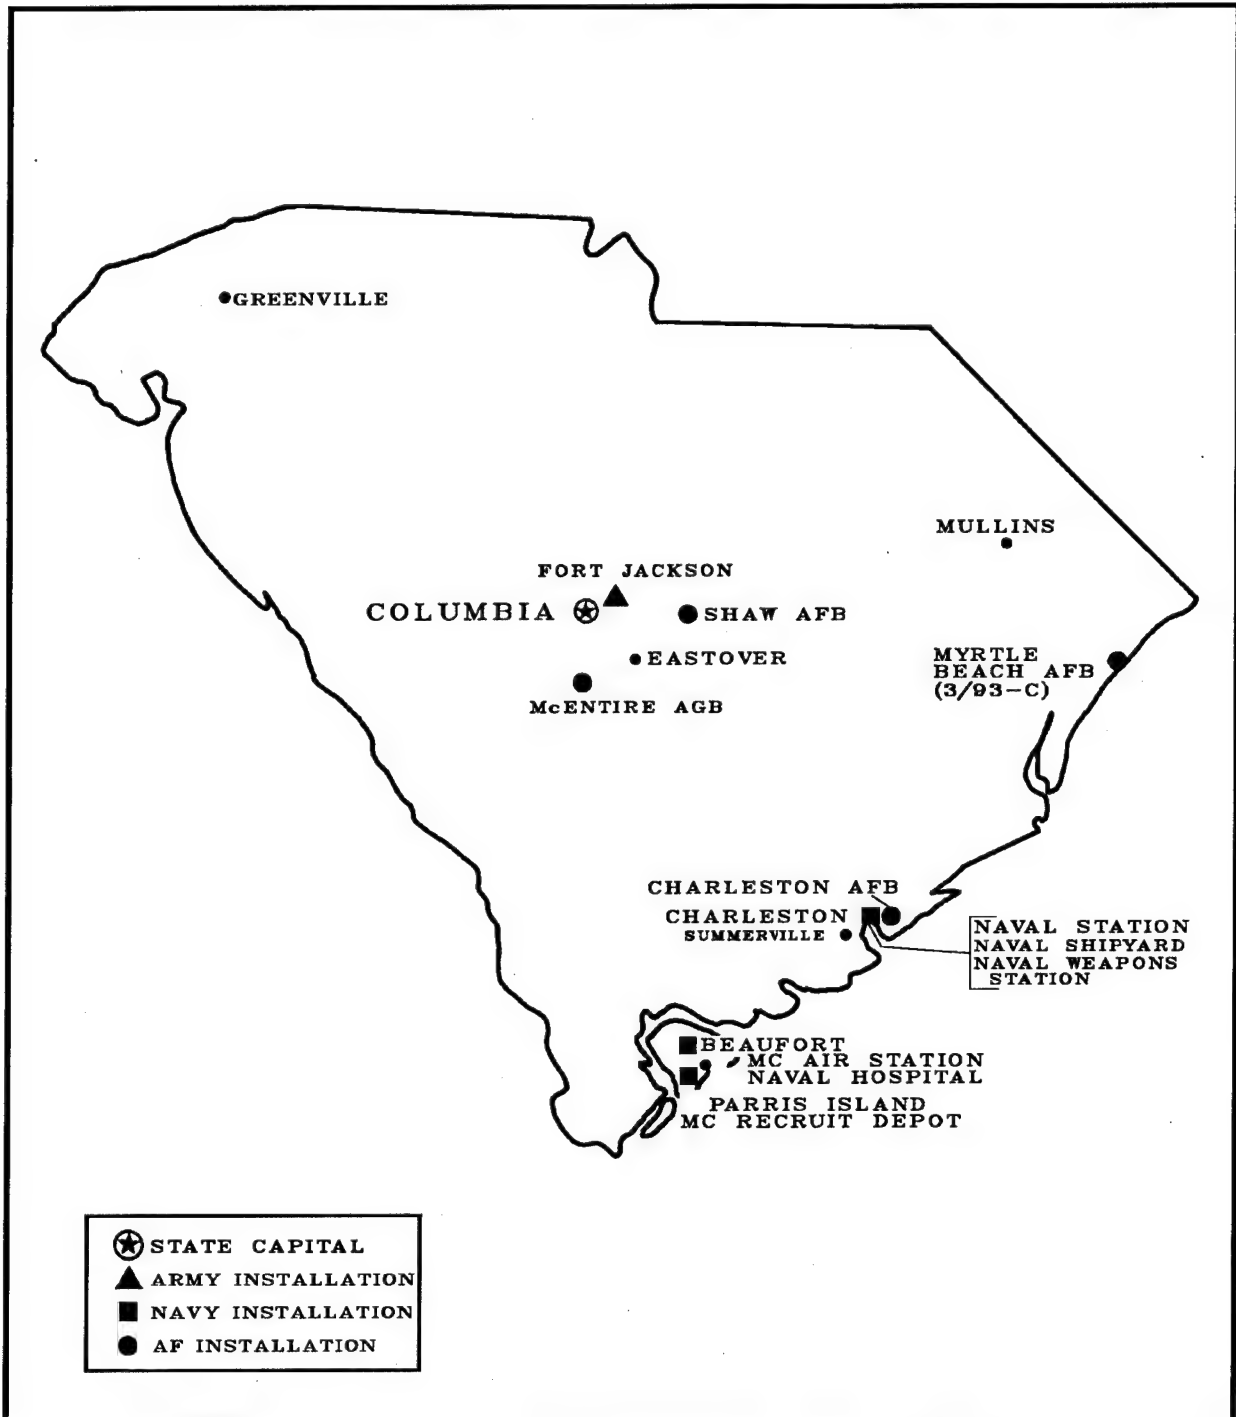 GREENVILLE
MULLINS
FORT JACKSON
COLUMBIA
SHAW AFB
EASTOVER
MYRTLE
BEACH AFB
(3/93-C)
McENTIRE AGB
CHARLESTON AFB
CHARLESTON
SUMMERVILLE
NAVAL STATION
NAVAL SHIPYARD
NAVAL WEAPONS
STATION
BEAUFORT
MC AIR STATION
NAVAL HOSPITAL
PARRIS ISLAND
MC RECRUIT DEPOT
STATE CAPITAL
ARMY INSTALLATION
NAVY INSTALLATION
AF INSTALLATION